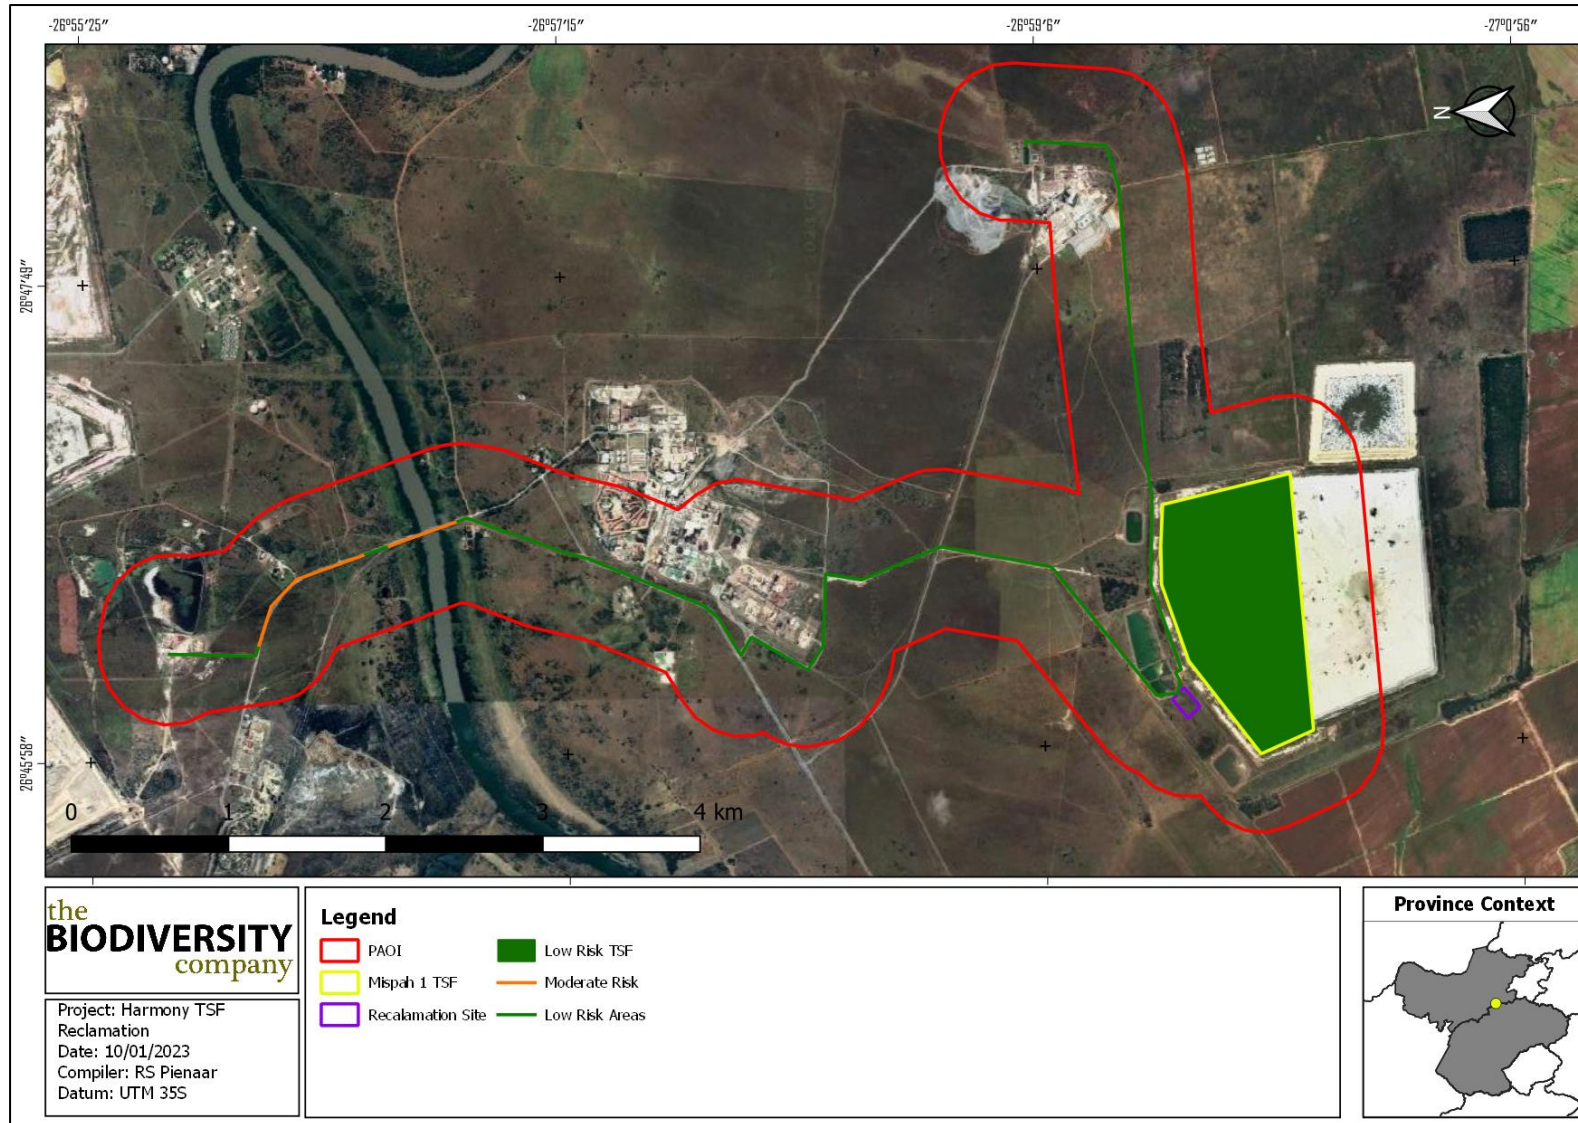 -26°55′25″ -26°57′15″ -26°59′6″ -27°0′56″
N
26°47′49″
26°45′58″
0 1 2 3 4 km
the
BIODIVERSITY
company
Project: Harmony TSF
Reclamation
Date: 10/01/2023
Compiler: RS Pienaar
Datum: UTM 35S
Legend
PAOI
Mispah 1 TSF
Recalamation Site
Low Risk TSF
Moderate Risk
Low Risk Areas
Province Context